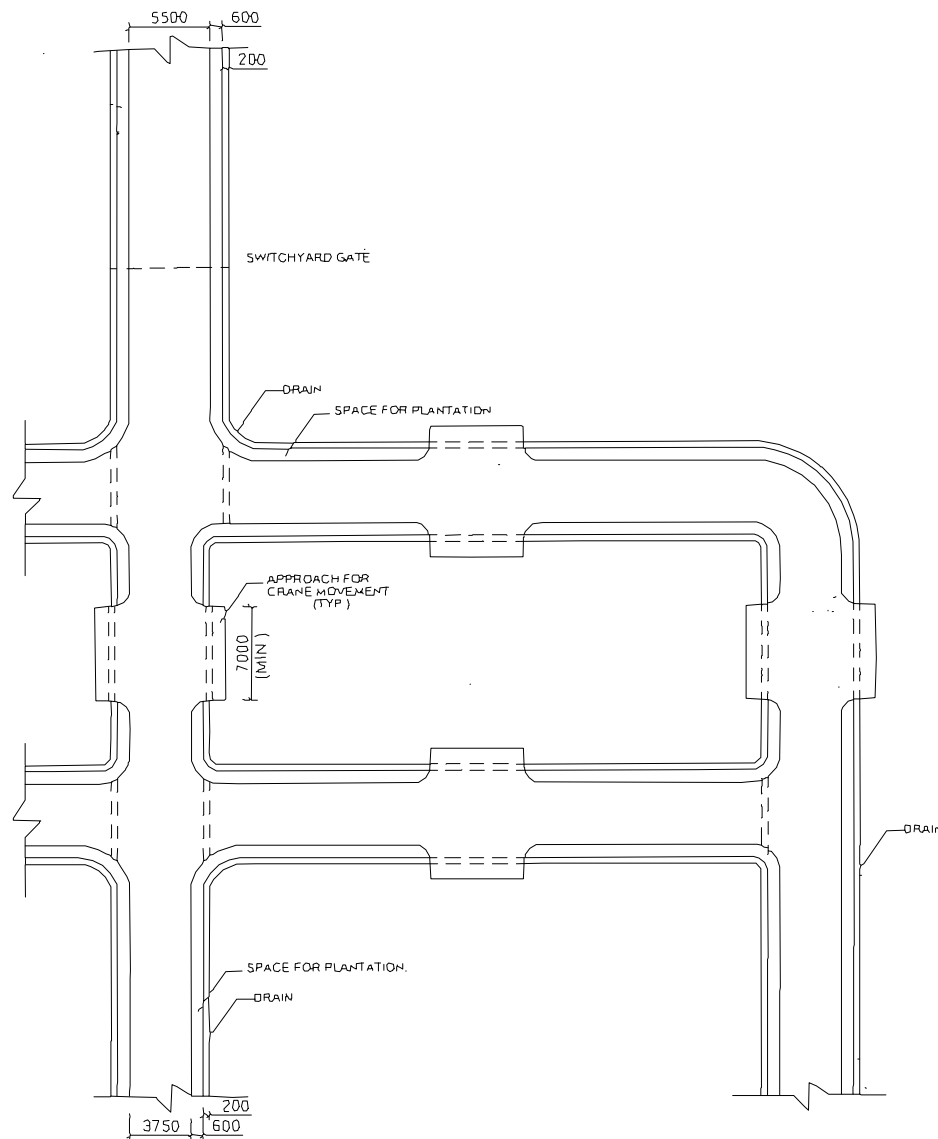 5500
600
200
SWITCHYARD GATE
DRAIN
SPACE FOR PLANTATION
APPROACH FOR
CRANE MOVEMENT
(TYP)
7000
(MIN)
DRAIN
SPACE FOR PLANTATION.
DRAIN
200
3750
600